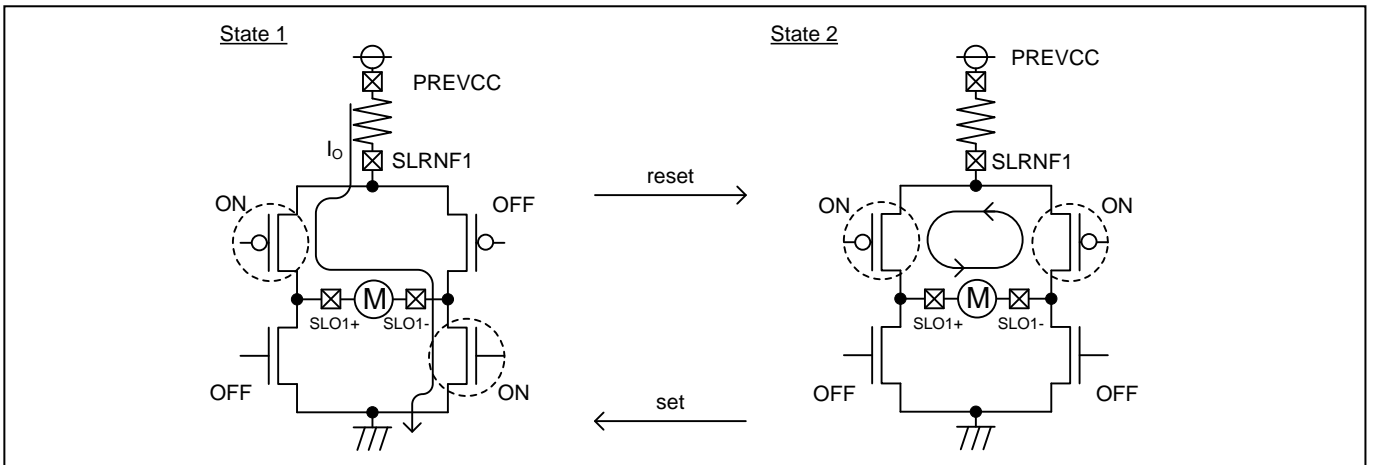 State 1
PREVCC
I_O
SLRNF1
ON
OFF
M
SLO1+
SLO1-
OFF
ON
reset
set
State 2
PREVCC
SLRNF1
ON
ON
M
SLO1+
SLO1-
OFF
OFF